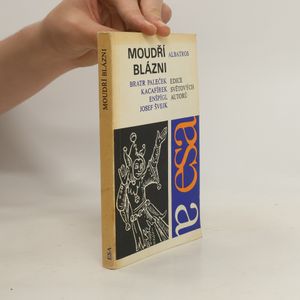 MOUDŘÍ
BLÁZNI
ALBATROS
BRATR PALEČEK
KACAFÍREK
ENŠPÍGL
JOSEF ŠVEJK
EDICE
SVĚTOVÝCH
AUTORŮ
esa
MOUDŘÍ BLÁZNI
ESA